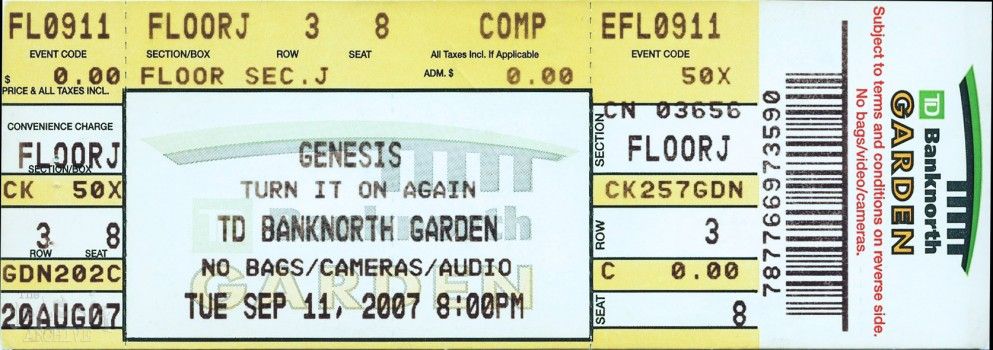 FL0911 FLOORJ 3 8 COMP EFL0911
EVENT CODE SECTION/BOX ROW SEAT All Taxes Incl. If Applicable EVENT CODE
$ 0.00 FLOOR SEC.J ADM. $ 0.00 50X
PRICE & ALL TAXES INCL.
CONVENIENCE CHARGE
FLOORJ
SECTION/BOX
CK 50X
3 8
ROW SEAT
GDN202C
20AUG07
GENESIS
TURN IT ON AGAIN
TD BANKNORTH GARDEN
NO BAGS/CAMERAS/AUDIO
TUE SEP 11, 2007 8:00PM
TD Banknorth
GARDEN
CN 03656
SECTION FLOORJ
CK257GDN
ROW 3
C 0.00
SEAT 8
787766973590
Subject to terms and conditions on reverse side.
No bags/video/cameras.
TD Banknorth
GARDEN